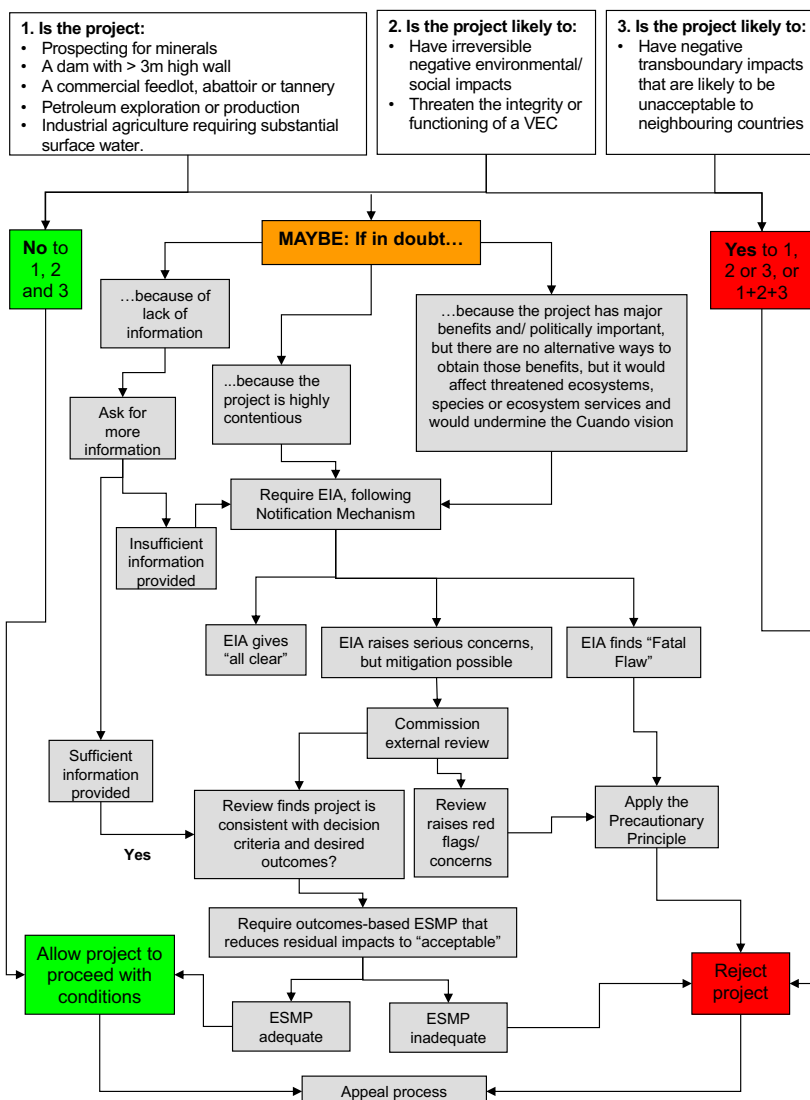 1. Is the project:
• Prospecting for minerals
• A dam with > 3m high wall
• A commercial feedlot, abattoir or tannery
• Petroleum exploration or production
• Industrial agriculture requiring substantial
surface water.
2. Is the project likely to:
• Have irreversible
negative environmental/
social impacts
• Threaten the integrity or
functioning of a VEC
3. Is the project likely to:
• Have negative
transboundary impacts
that are likely to be
unacceptable to
neighbouring countries
No to
1, 2
and 3
MAYBE: If in doubt…
Yes to 1,
2 or 3, or
1+2+3
…because of
lack of
information
...because the
project is highly
contentious
…because the project has major
benefits and/ politically important,
but there are no alternative ways to
obtain those benefits, but it would
affect threatened ecosystems,
species or ecosystem services and
would undermine the Cuando vision
Ask for
more
information
Require EIA, following
Notification Mechanism
Insufficient
information
provided
EIA gives
“all clear”
EIA raises serious concerns,
but mitigation possible
EIA finds “Fatal
Flaw”
Commission
external review
Sufficient
information
provided
Yes
Review finds project is
consistent with decision
criteria and desired
outcomes?
Review
raises red
flags/
concerns
Apply the
Precautionary
Principle
Require outcomes-based ESMP that
reduces residual impacts to “acceptable”
Allow project to
proceed with
conditions
ESMP
adequate
ESMP
inadequate
Reject
project
Appeal process